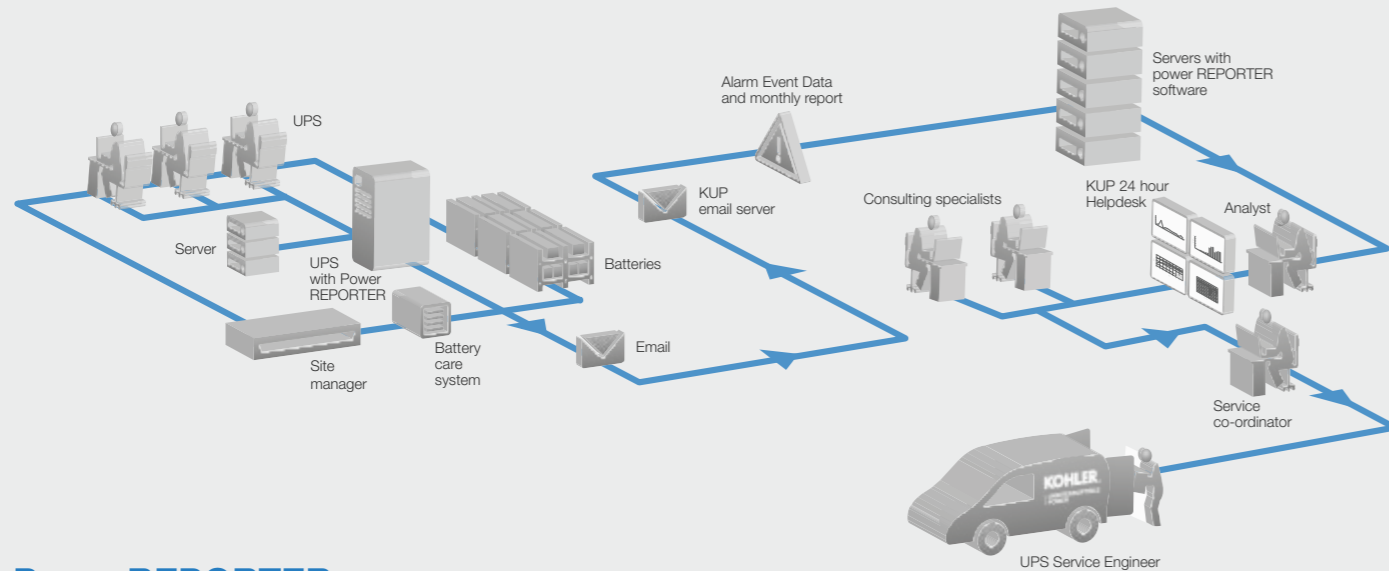 Servers with
power REPORTER
software
Alarm Event Data
and monthly report
UPS
KUP
email server
Consulting specialists
KUP 24 hour
Helpdesk
Analyst
Server
UPS
with Power
REPORTER
Batteries
Email
Battery
care
system
Site
manager
Service
co-ordinator
KOHLER
UNINTERRUPTIBLE
POWER
UPS Service Engineer